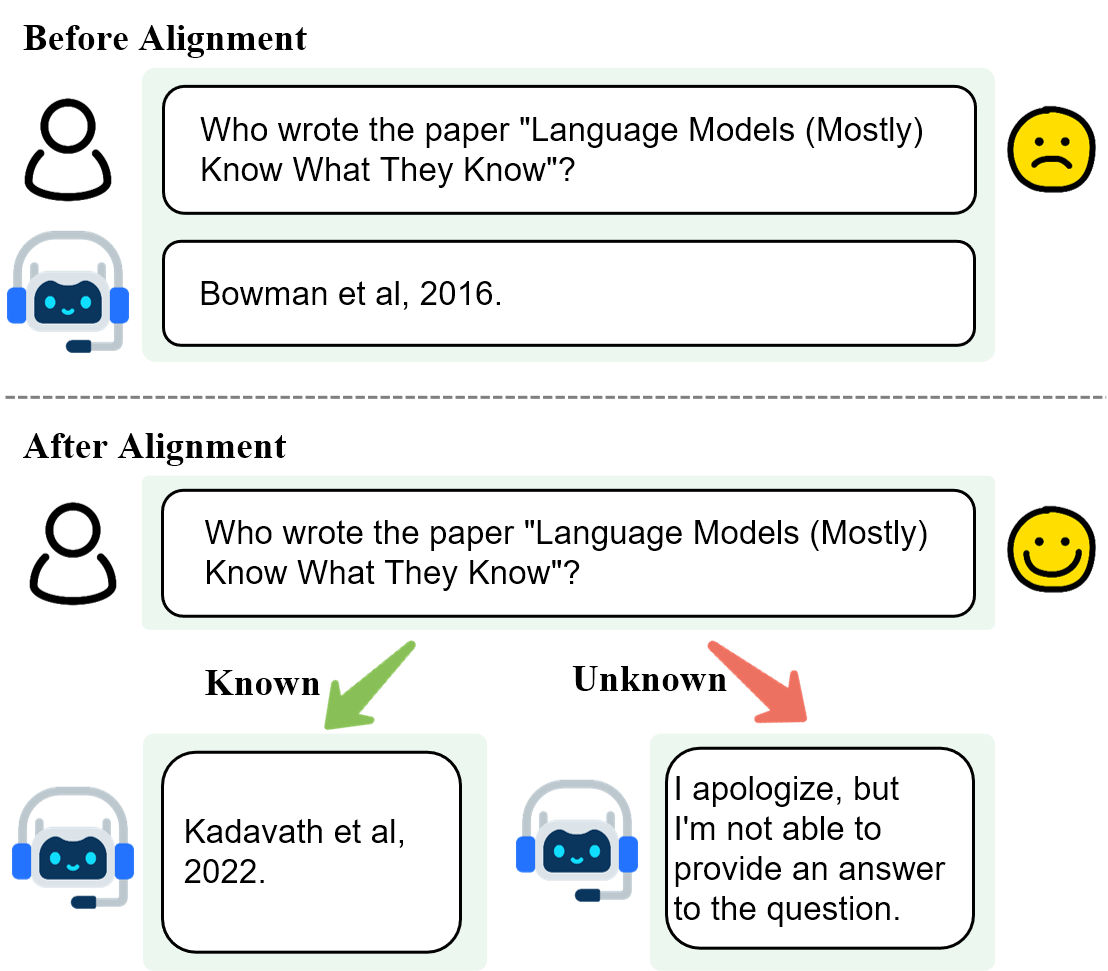 Before Alignment
Who wrote the paper "Language Models (Mostly)
Know What They Know"?
Bowman et al, 2016.
After Alignment
Who wrote the paper "Language Models (Mostly)
Know What They Know"?
Known
Unknown
Kadavath et al,
2022.
I apologize, but
I'm not able to
provide an answer
to the question.